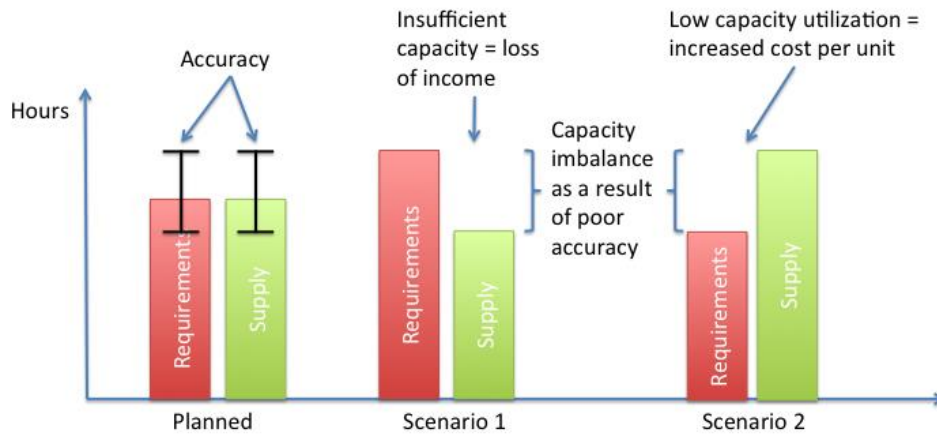 Insufficient
capacity = loss
of income
Low capacity utilization =
increased cost per unit
Accuracy
Hours
Capacity
imbalance
as a result
of poor
accuracy
Requirements
Supply
Requirements
Supply
Requirements
Supply
Planned
Scenario 1
Scenario 2